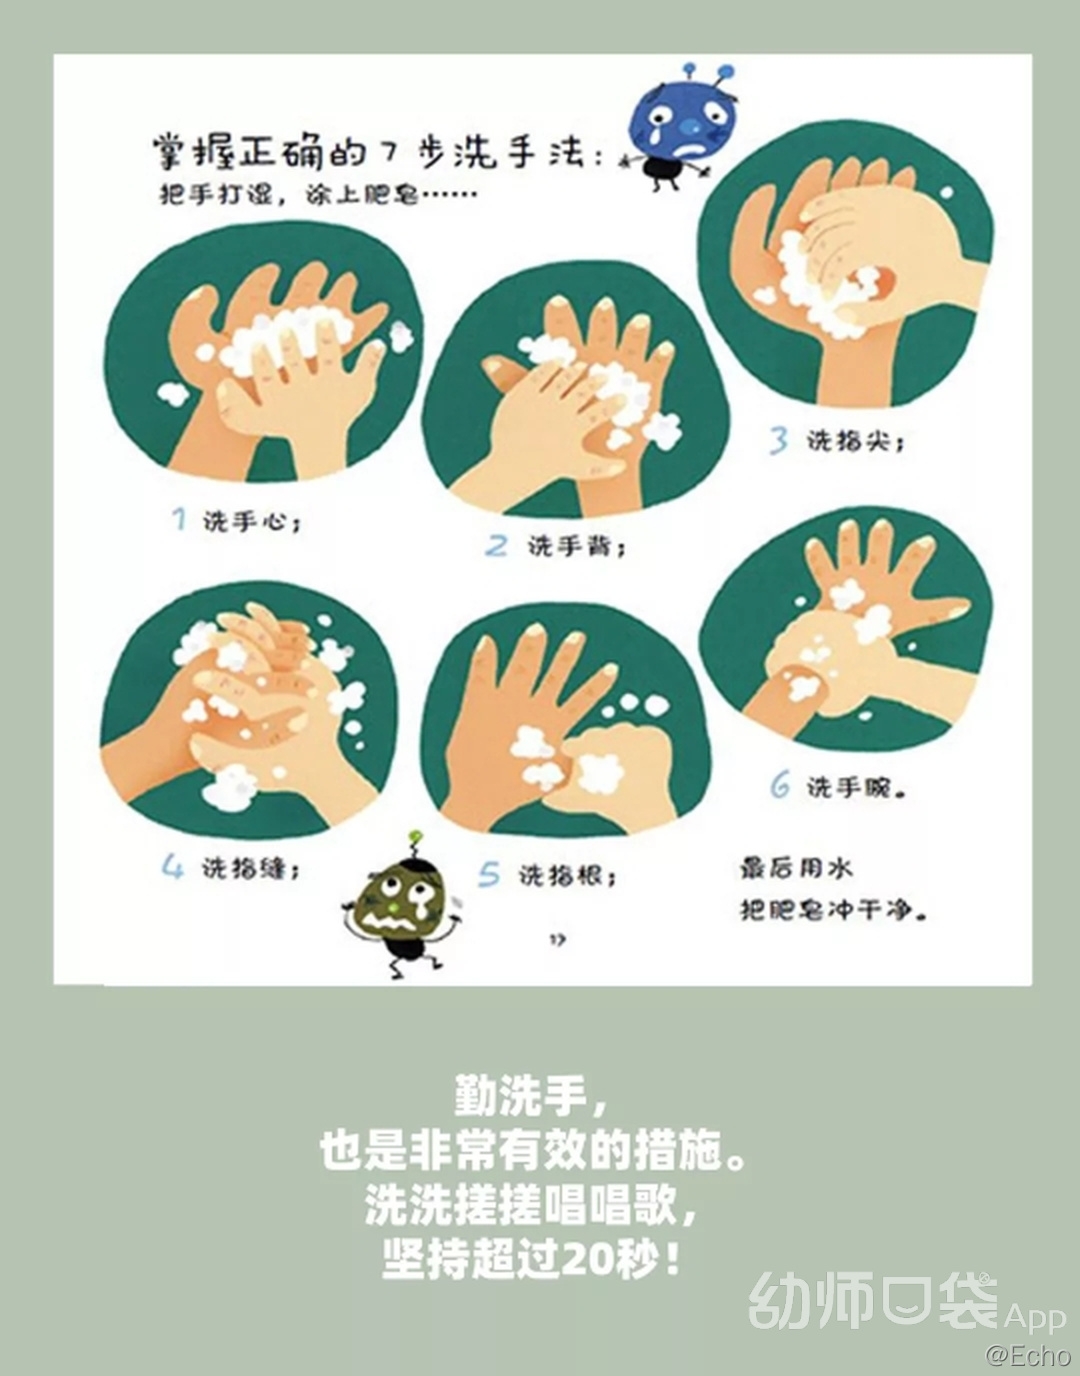 掌握正确的7步洗手法：
把手打湿，涂上肥皂……
1 洗手心；
2 洗手背；
3 洗指尖；
4 洗指缝；
5 洗指根；
6 洗手腕。
最后用水
把肥皂冲干净。
17
勤洗手，
也是非常有效的措施。
洗洗搓搓唱唱歌，
坚持超过20秒！
幼师口袋App
@Echo